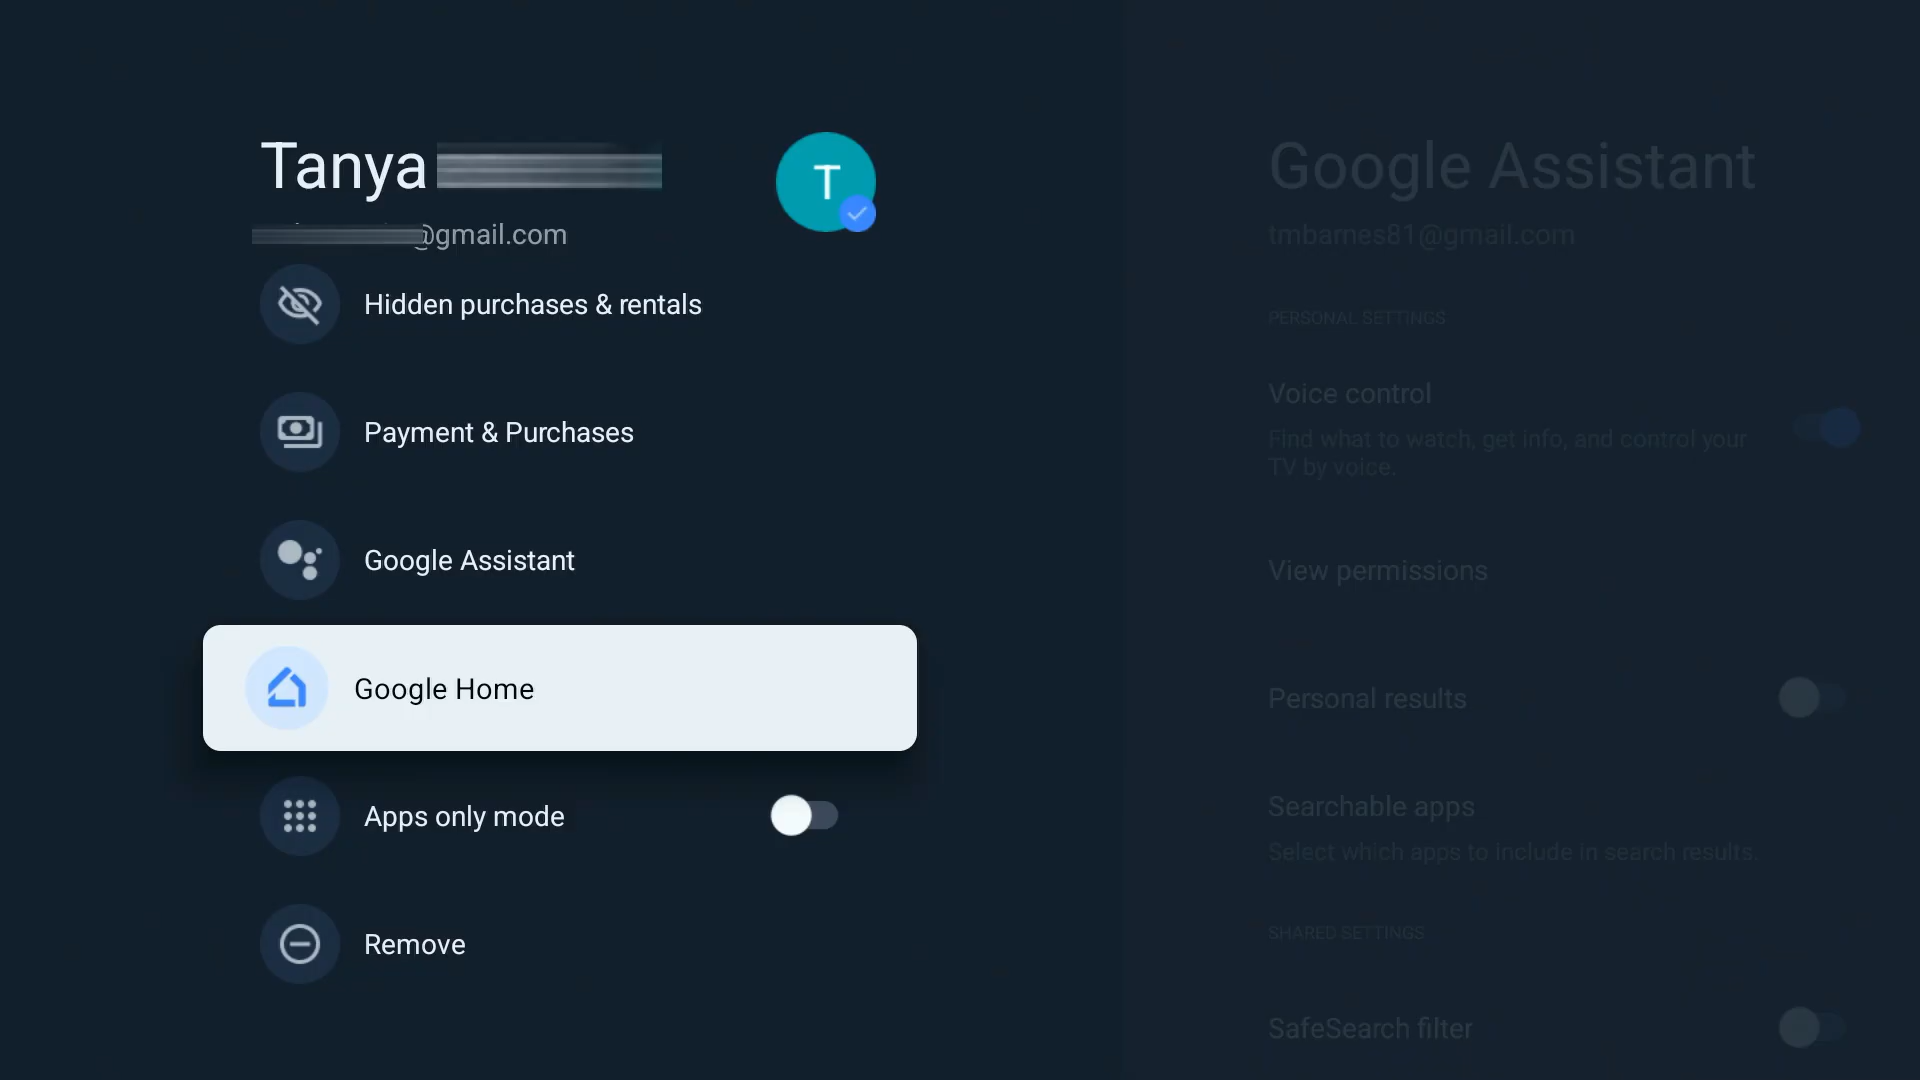 Tanya
@gmail.com
T
Hidden purchases & rentals
Payment & Purchases
Google Assistant
Google Home
Apps only mode
Remove
Google Assistant
tmbarnes81@gmail.com
PERSONAL SETTINGS
Voice control
Find what to watch, get info, and control your
TV by voice.
View permissions
Personal results
Searchable apps
Select which apps to include in search results.
SHARED SETTINGS
SafeSearch filter